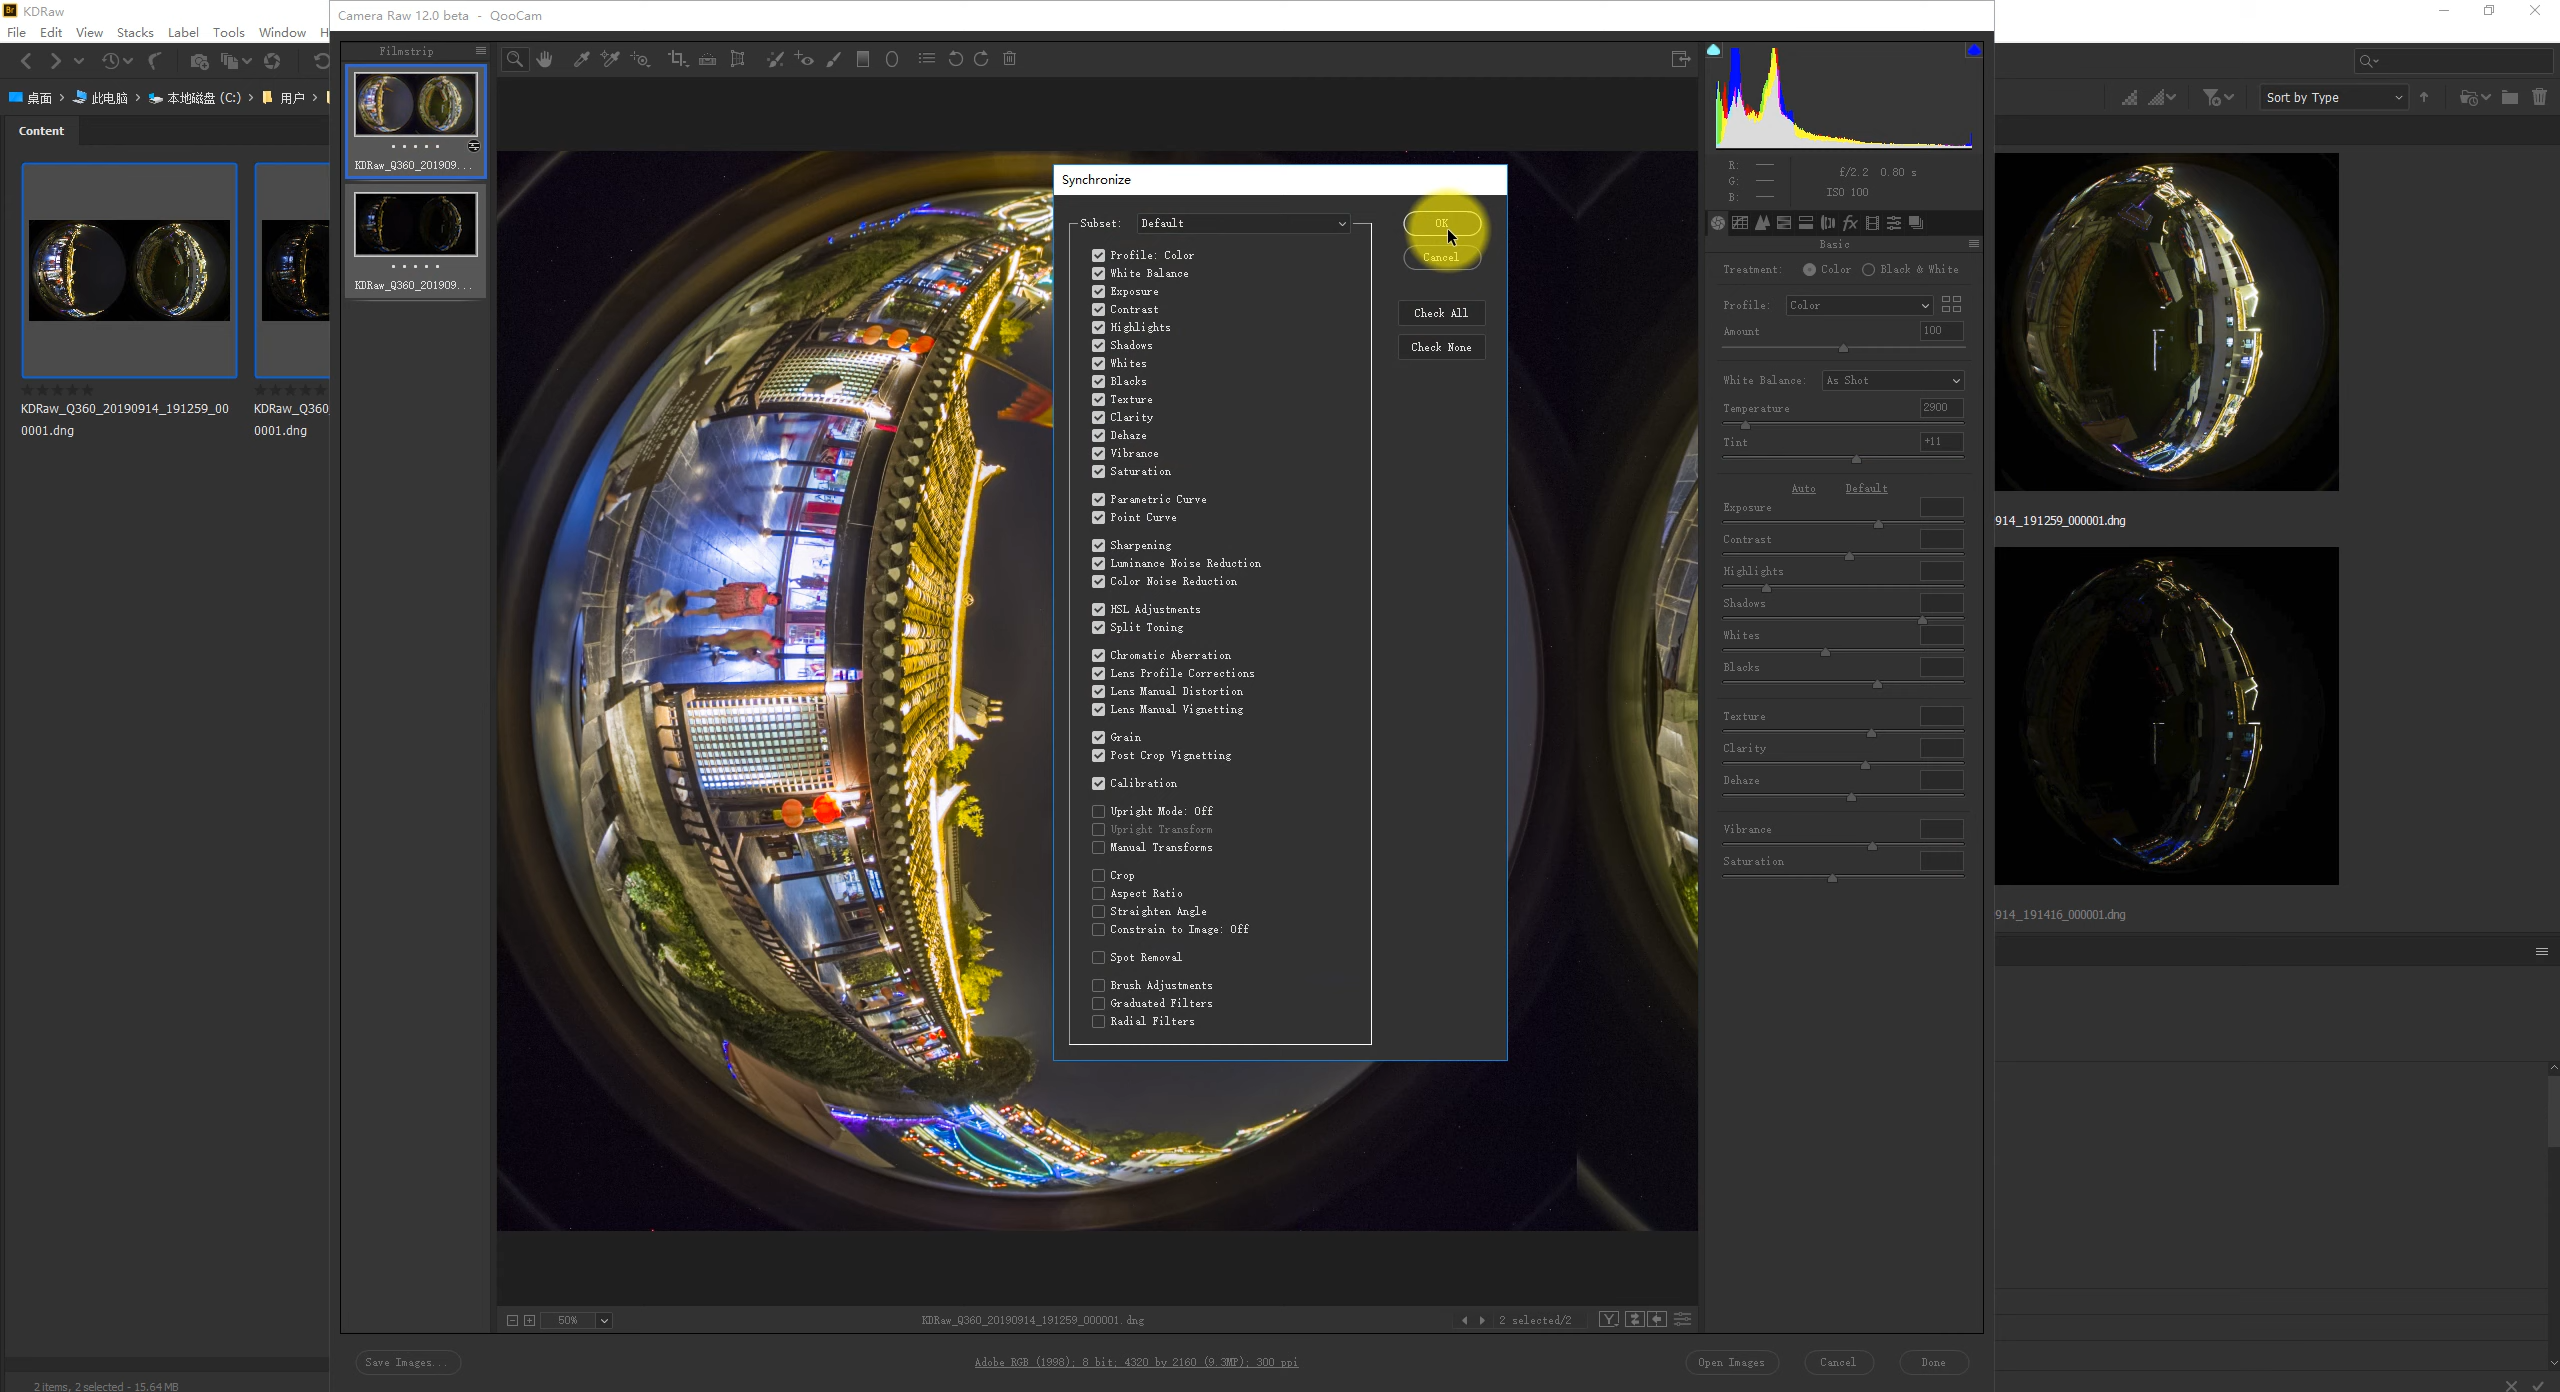 KDRaw
File Edit View Stacks Label Tools Window H
桌面 此电脑 本地磁盘 (C:) 用户
Content
KDRaw_Q360_20190914_191259_00
0001.dng
KDRaw_Q360_
0001.dng
2 items, 2 selected - 15.64 MB
Camera Raw 12.0 beta - QooCam
Filmstrip
KDRaw_Q360_201909...
KDRaw_Q360_201909...
Synchronize
Subset: Default
OK
Cancel
Check All
Check None
Profile: Color
White Balance
Exposure
Contrast
Highlights
Shadows
Whites
Blacks
Texture
Clarity
Dehaze
Vibrance
Saturation
Parametric Curve
Point Curve
Sharpening
Luminance Noise Reduction
Color Noise Reduction
HSL Adjustments
Split Toning
Chromatic Aberration
Lens Profile Corrections
Lens Manual Distortion
Lens Manual Vignetting
Grain
Post Crop Vignetting
Calibration
Upright Mode: Off
Upright Transform
Manual Transforms
Crop
Aspect Ratio
Straighten Angle
Constrain to Image: Off
Spot Removal
Brush Adjustments
Graduated Filters
Radial Filters
50%
KDRaw_Q360_20190914_191259_000001.dng
2 selected/2
Save Images...
Adobe RGB (1998); 8 bit; 4320 by 2160 (9.3MP); 300 ppi
Open Images Cancel Done
R:
G:
B:
f/2.2 0.80 s
ISO 100
Basic
Treatment: Color Black & White
Profile: Color
Amount 100
White Balance: As Shot
Temperature 2900
Tint +11
Auto Default
Exposure
Contrast
Highlights
Shadows
Whites
Blacks
Texture
Clarity
Dehaze
Vibrance
Saturation
Sort by Type
914_191259_000001.dng
914_191416_000001.dng